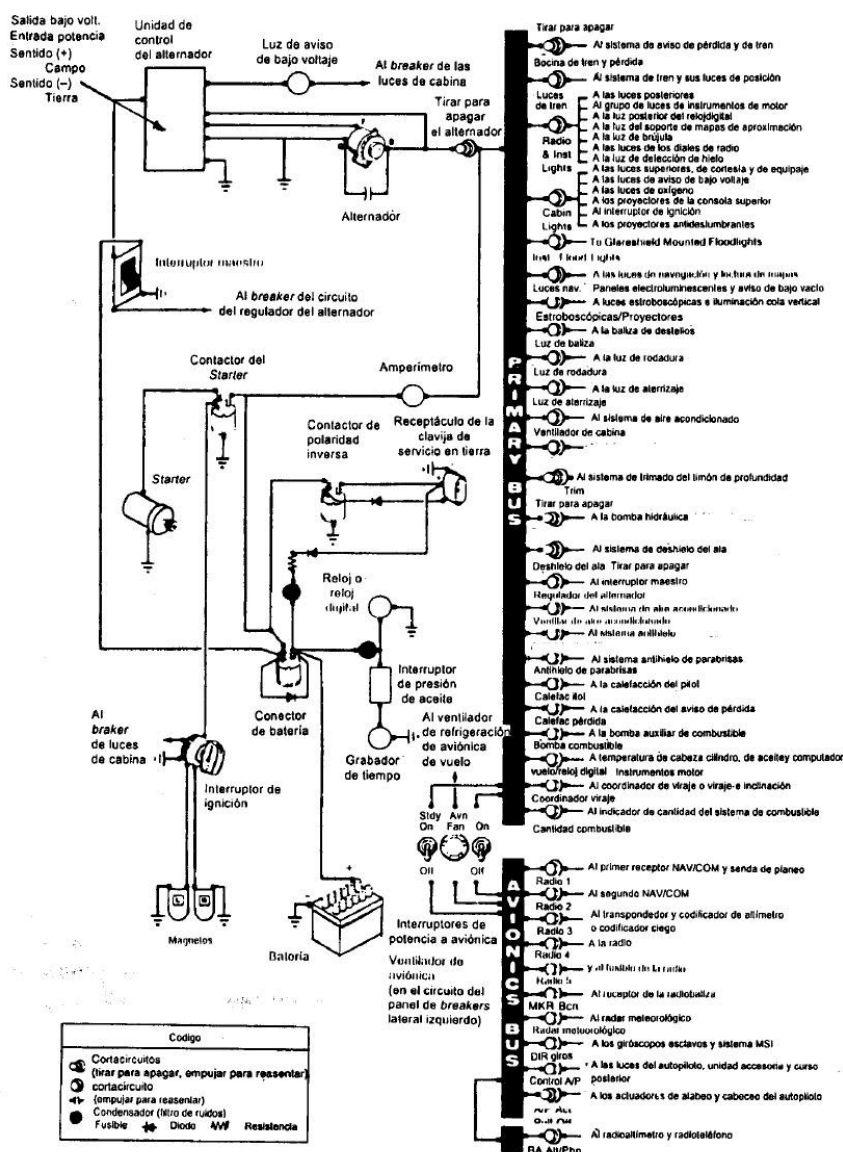 Salida bajo volt.
Entrada potencia
Sentido (+)
Campo
Sentido (–)
Tierra
Unidad de
control
del alternador
Luz de aviso
de bajo voltaje
Al breaker de las
luces de cabina
Tirar para
apagar
el alternador
Alternador
Interruptor maestro
Al breaker del circuito
del regulador del alternador
Contactor del
Starter
Amperímetro
Contactor de
polaridad
inversa
Receptáculo de la
clavija de
servicio en tierra
Starter
Reloj o
reloj
digital
Interruptor
de presión
de aceite
Conector
de batería
Grabador
de tiempo
Al ventilador
de refrigeración
de aviónica
de vuelo
Al
braker
de luces
de cabina
Interruptor de
ignición
Stdy Avn
On Fan On
Off Off
L R
Magnetos
+
–
Batoría
Interruptores de
potencia a aviónica
Ventilador de
aviónica
(en el circuito del
panel de breakers
lateral izquierdo)
Codigo
Cortacircuitos
(tirar para apagar, empujar para reasentar)
cortacircuito
(empujar para reasentar)
Condensador (filtro de ruidos)
Fusible Diodo Resistencia
PRIMARY BUS
Tirar para apagar
Al sistema de aviso de pérdida y de tren
Bocina de tren y pérdida
Al sistema de tren y sus luces de posición
Luces
de tren
A las luces posteriores
Al grupo de luces de instrumentos de motor
A la luz posterior del relojdigital
A la luz del soporte de mapas de aproximación
A la luz de brújula
A las luces de los diales de radio
A la luz de delección de hielo
Radio
& Inst
Lights
A las luces superiores, de cortesía y de equipaje
A las luces de aviso de bajo voltaje
A las luces de oxígeno
A los proyectores de la consola superior
Al interruptor de ignición
A los proyectores antideslumbrantes
Cabin
Lights
To Glareshield Mounted Floodlights
Inst Flood Lights
A las luces de navegación y lectura de mapas
Luces nav. Paneles electroluminescentes y aviso de bajo vacío
A luces estroboscópicas e iluminación cola vertical
Estroboscópicas/Proyectores
A la baliza de destellos
Luz de baliza
A la luz de rodadura
Luz de rodadura
A la luz de aterrizaje
Luz de aterrizaje
Al sistema de aire acondicionado
Ventilador de cabina
Al sistema de trimado del timón de profundidad
Trim
Tirar para apagar
A la bomba hidráulica
Al sistema de deshielo del ala
Deshielo del ala Tirar para apagar
Al interruptor maestro
Regulador del alternador
Al sistema de aire acondicionado
Ventilar de aire acondicionado
Al sistema antihielo
Al sistema antihielo de parabrisas
Antihielo de parabrisas
A la calefacción del pitot
Calefac itol
A la calefacción del aviso de pérdida
Calefac pérdida
A la bomba auxiliar de combustible
Bomba combustible
A temperatura de cabeza cilindro, de aceitey computador
vuelo/reloj digital Instrumentos motor
Al coordinador de viraje o viraje-e inclinación
Coordinador viraje
Al indicador de cantidad del sistema de combustible
Cantidad combustible
AVIONICS BUS
Al primer receptor NAV/COM y senda de planeo
Radio 1
Al segundo NAV/COM
Radio 2
Al transpondedor y codificador de altímetro
o codificador ciego
Radio 3
A la radio
Radio 4
y al fusible de la radio
Radio 5
Al receptor de la radiobaliza
MKR Bcn
Al radar meteorológico
Radar meteorológico
A los giróscopos esclavos y sistema MSI
DIR giros
A las luces del autopiloto, unidad accesoria y curso
posterior
Control A/P
A los actuadores de alabeo y cabeceo del autopiloto
Al radioaltímetro y radioteléfono
RA Alt/Phn